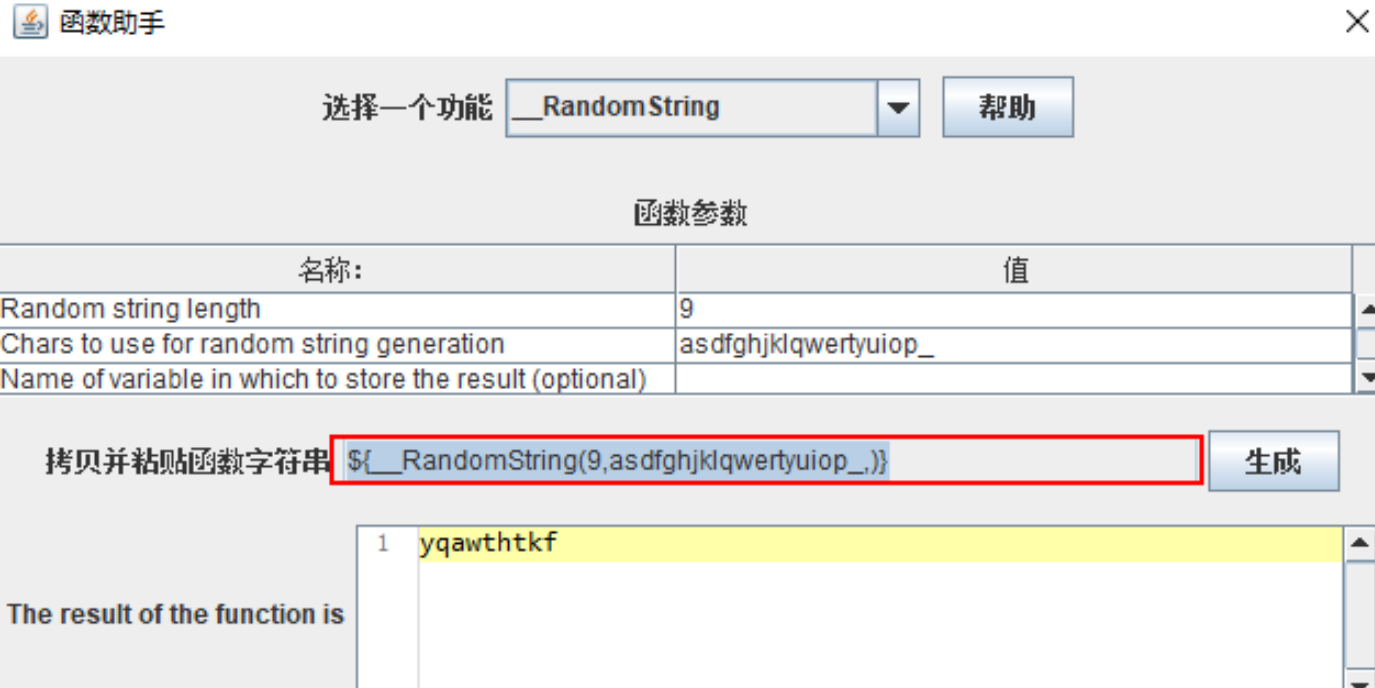 函数助手
选择一个功能 __RandomString 帮助
函数参数
名称: 值
Random string length 9
Chars to use for random string generation asdfghjklqwertyuiop_
Name of variable in which to store the result (optional)
拷贝并粘贴函数字符串 ${__RandomString(9,asdfghjklqwertyuiop_,)} 生成
1 yqawthtkf
The result of the function is